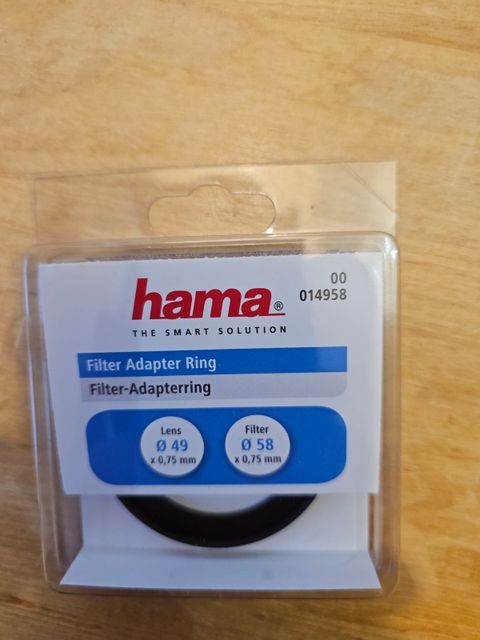 00
014958
hama®
THE SMART SOLUTION
Filter Adapter Ring
Filter-Adapterring
Lens
Ø 49
x 0,75 mm
Filter
Ø 58
x 0,75 mm